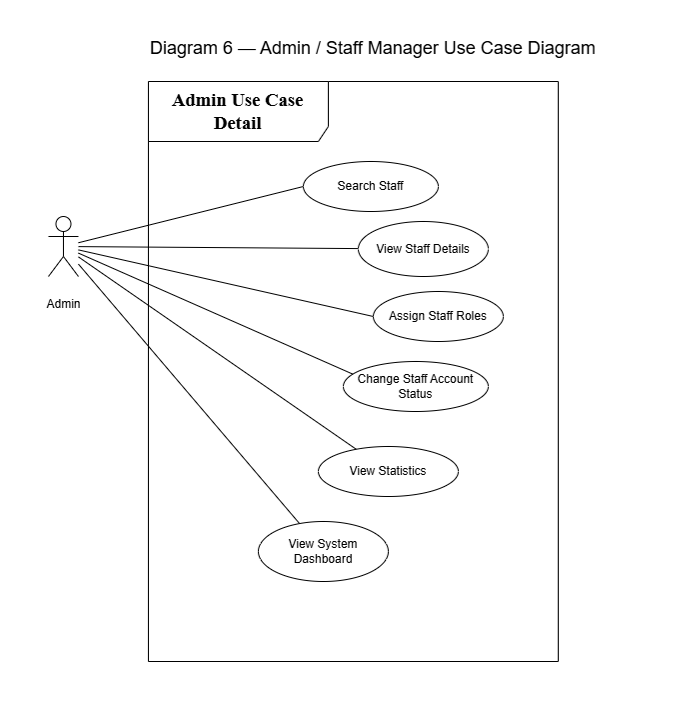 Diagram 6 — Admin / Staff Manager Use Case Diagram
Admin Use Case
Detail
Search Staff
View Staff Details
Admin
Assign Staff Roles
Change Staff Account
Status
View Statistics
View System
Dashboard